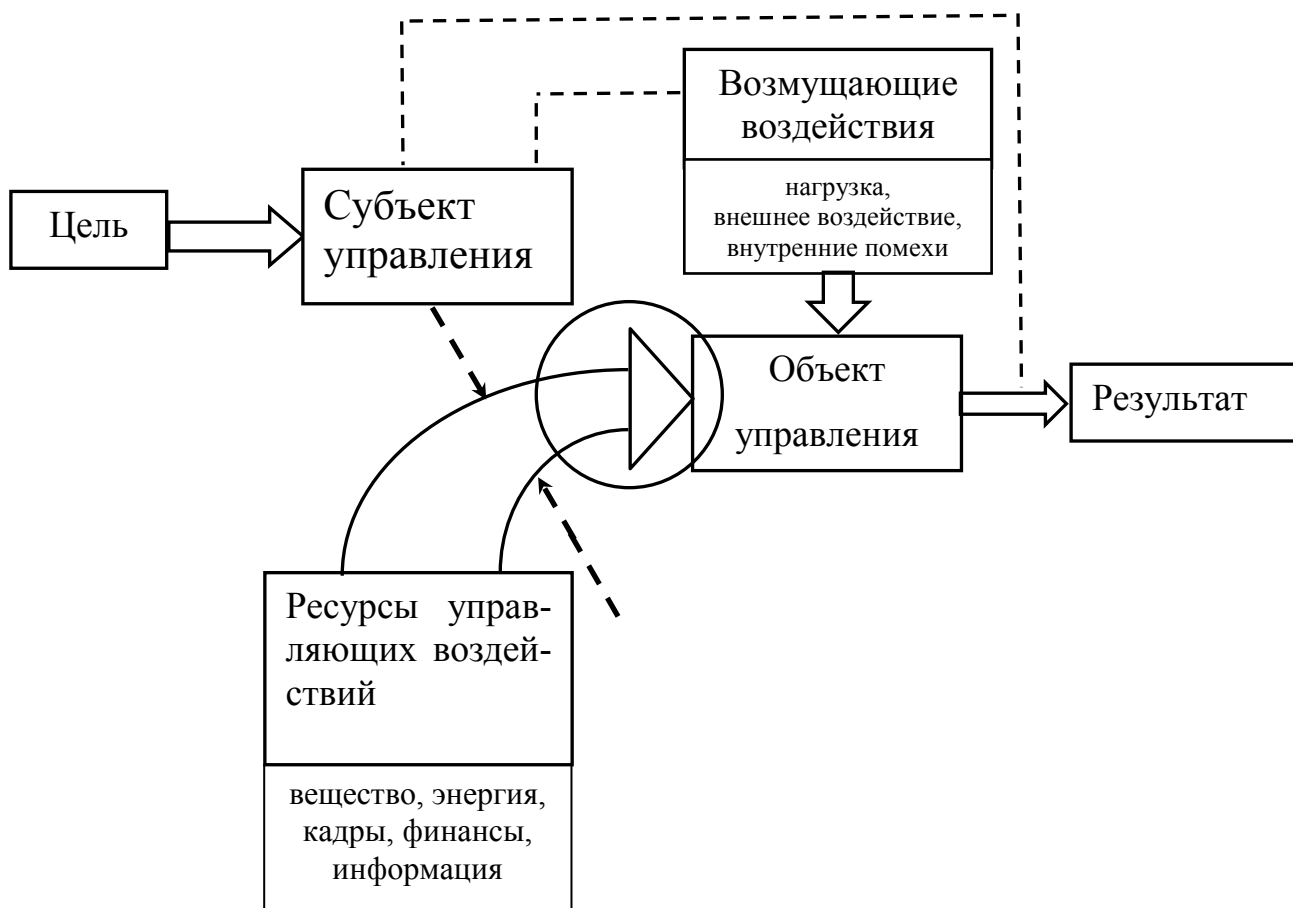 Возмущающие
воздействия
нагрузка,
внешнее воздействие,
внутренние помехи
Цель
Субъект
управления
Объект
управления
Результат
Ресурсы управ-
ляющих воздей-
ствий
вещество, энергия,
кадры, финансы,
информация